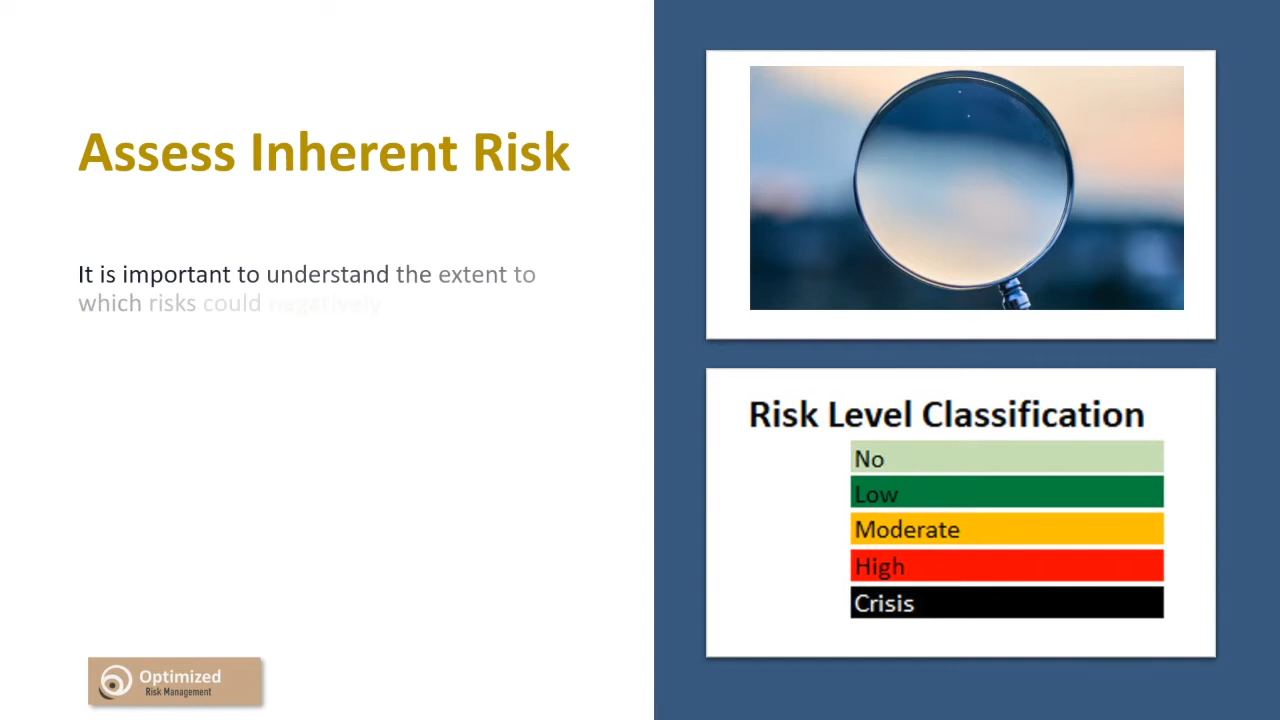 Assess Inherent Risk
It is important to understand the extent to
which risks could negatively
Risk Level Classification
No
Low
Moderate
High
Crisis
Optimized
Risk Management